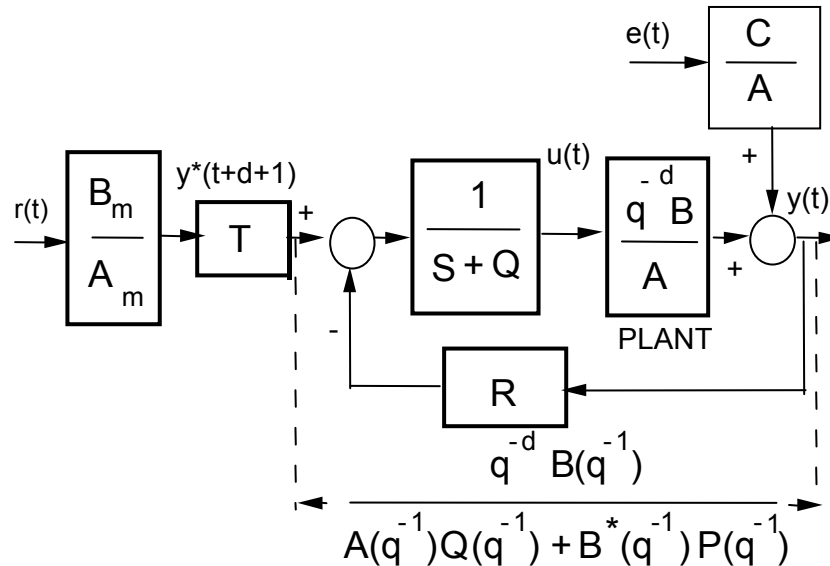 e(t)
C
A
+
r(t)
B_m
A_m
y*(t+d+1)
T
+
-
1
S + Q
u(t)
q^-d B
A
PLANT
+
y(t)
R
q^-d B(q^-1)
A(q^-1)Q(q^-1) + B^*(q^-1)P(q^-1)